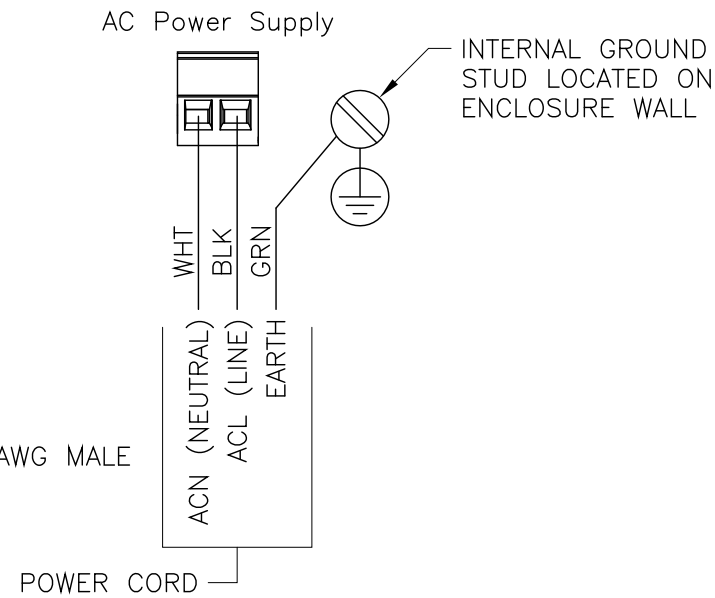 AC Power Supply
INTERNAL GROUND
STUD LOCATED ON
ENCLOSURE WALL
WHT
BLK
GRN
ACN (NEUTRAL)
ACL (LINE)
EARTH
AWG MALE
POWER CORD